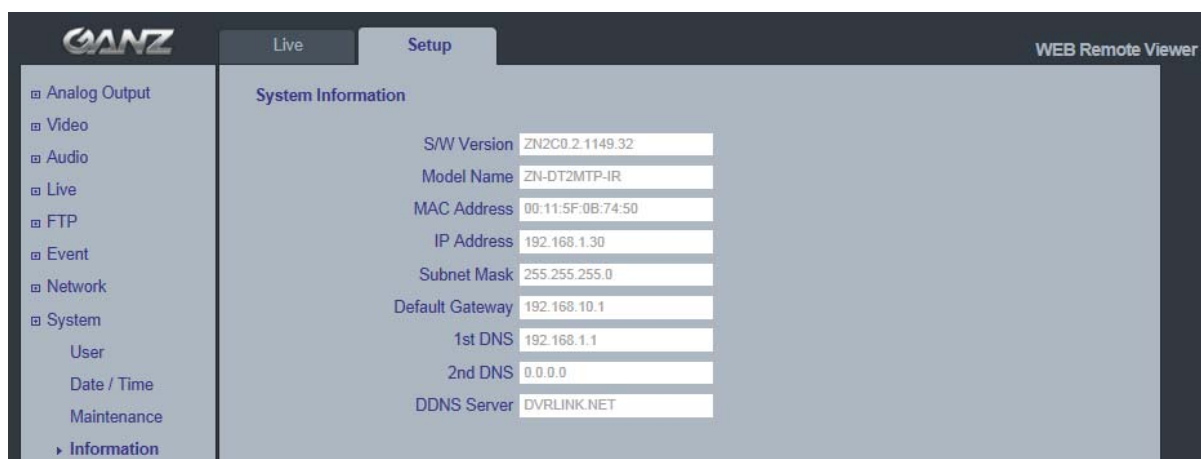 GANZ
Live
Setup
WEB Remote Viewer
Analog Output
Video
Audio
Live
FTP
Event
Network
System
User
Date / Time
Maintenance
Information
System Information
S/W Version ZN2C0.2.1149.32
Model Name ZN-DT2MTP-IR
MAC Address 00:11:5F:0B:74:50
IP Address 192.168.1.30
Subnet Mask 255.255.255.0
Default Gateway 192.168.10.1
1st DNS 192.168.1.1
2nd DNS 0.0.0.0
DDNS Server DVRLINK.NET